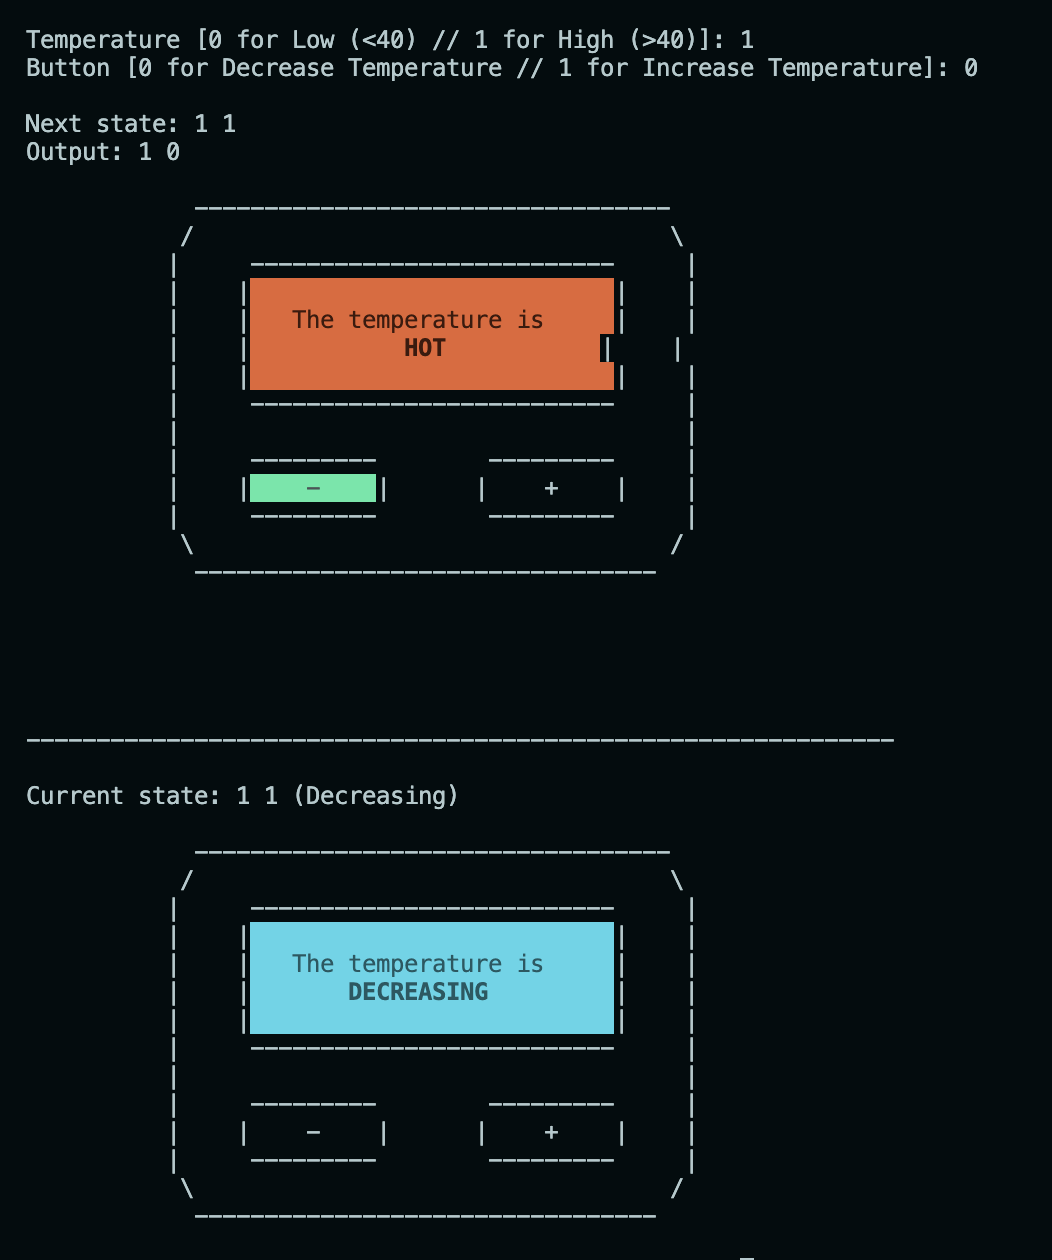 Temperature [0 for Low (<40) // 1 for High (>40)]: 1
Button [0 for Decrease Temperature // 1 for Increase Temperature]: 0
Next state: 1 1
Output: 1 0
The temperature is
HOT
- +
Current state: 1 1 (Decreasing)
The temperature is
DECREASING
- +